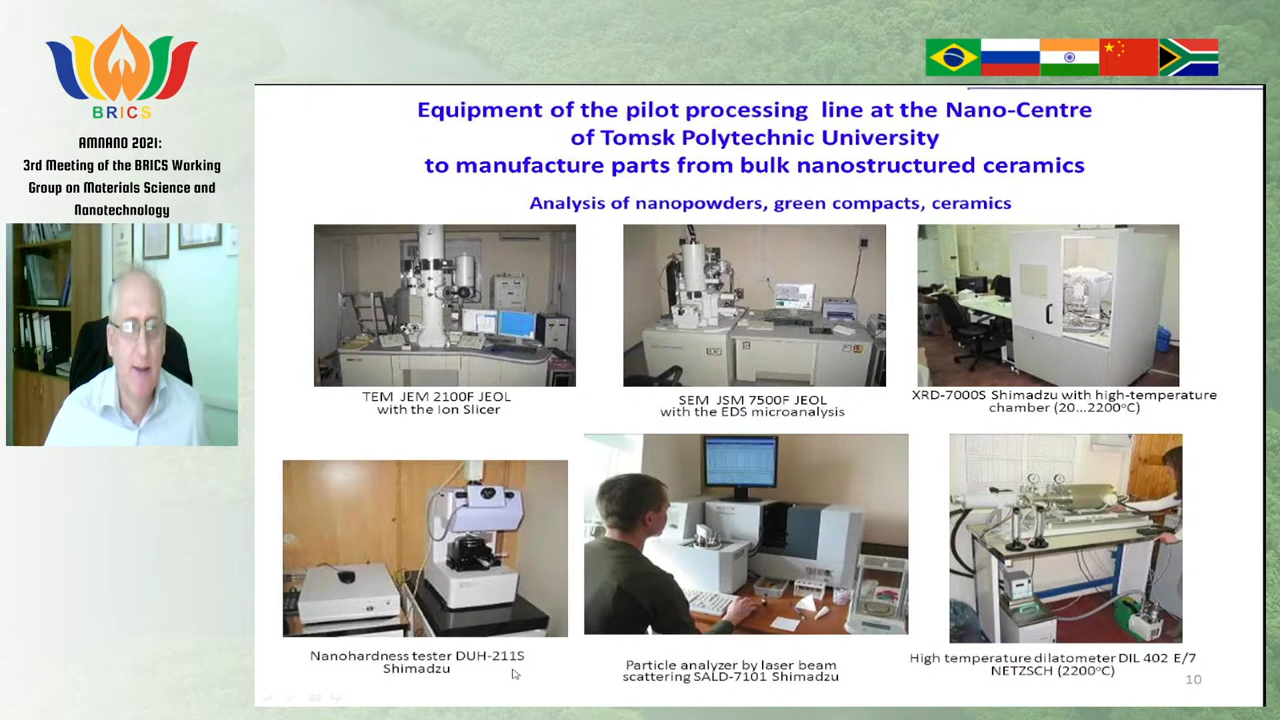 BRICS
AMNANO 2021:
3rd Meeting of the BRICS Working
Group on Materials Science and
Nanotechnology
Equipment of the pilot processing line at the Nano-Centre
of Tomsk Polytechnic University
to manufacture parts from bulk nanostructured ceramics
Analysis of nanopowders, green compacts, ceramics
TEM JEM 2100F JEOL
with the Ion Slicer
SEM JSM 7500F JEOL
with the EDS microanalysis
XRD-7000S Shimadzu with high-temperature
chamber (20...2200°C)
Nanohardness tester DUH-211S
Shimadzu
Particle analyzer by laser beam
scattering SALD-7101 Shimadzu
High temperature dilatometer DIL 402 E/7
NETZSCH (2200°C)
10